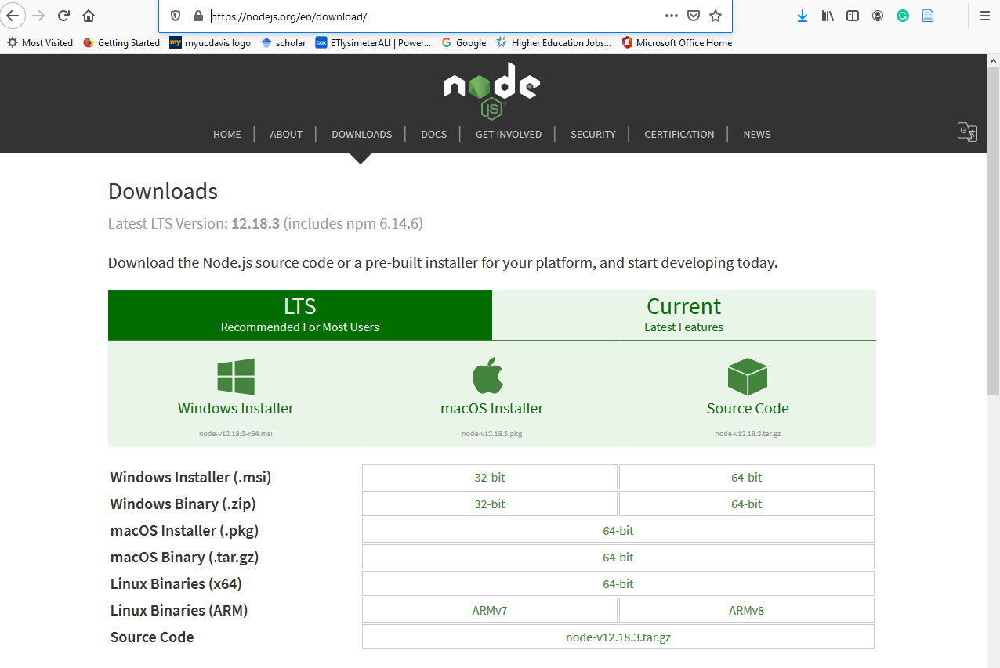 https://nodejs.org/en/download/
Most Visited Getting Started my myucdavis logo scholar box ETlysimeterALI | Power... G Google Higher Education Jobs... Microsoft Office Home
node
JS
HOME ABOUT DOWNLOADS DOCS GET INVOLVED SECURITY CERTIFICATION NEWS
Downloads
Latest LTS Version: 12.18.3 (includes npm 6.14.6)
Download the Node.js source code or a pre-built installer for your platform, and start developing today.
LTS Current
Recommended For Most Users Latest Features
Windows Installer macOS Installer Source Code
node-v12.18.3-x64.msi node-v12.18.3.pkg node-v12.18.3.tar.gz
Windows Installer (.msi) 32-bit 64-bit
Windows Binary (.zip) 32-bit 64-bit
macOS Installer (.pkg) 64-bit
macOS Binary (.tar.gz) 64-bit
Linux Binaries (x64) 64-bit
Linux Binaries (ARM) ARMv7 ARMv8
Source Code node-v12.18.3.tar.gz